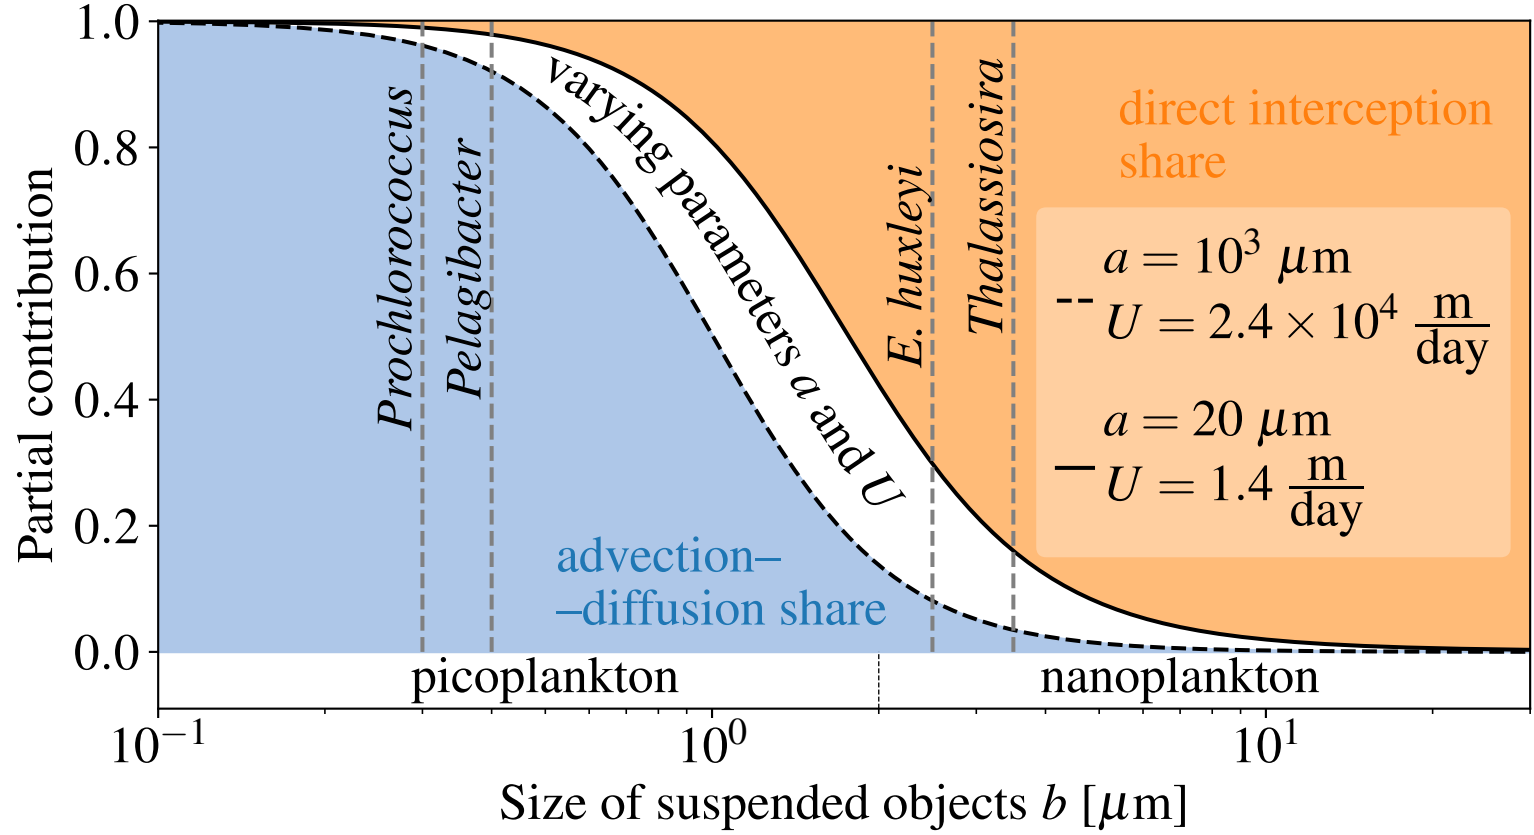 Partial contribution
1.0
0.8
0.6
0.4
0.2
0.0
Prochlorococcus
Pelagibacter
varying parameters a and U
E. huxleyi
Thalassiosira
direct interception
share
a = 10³ μm
U = 2.4 × 10⁴ m/day
a = 20 μm
U = 1.4 m/day
advection–
–diffusion share
picoplankton
nanoplankton
10⁻¹
10⁰
10¹
Size of suspended objects b [μm]